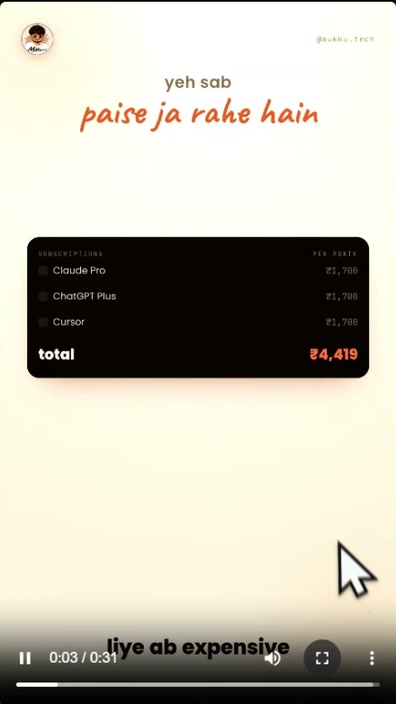 @mukku.tech
yeh sab
paise ja rahe hain
SUBSCRIPTIONS PER MONTH
Claude Pro ₹1,700
ChatGPT Plus ₹1,700
Cursor ₹1,700
total ₹4,419
liye ab expensive
0:03 / 0:31